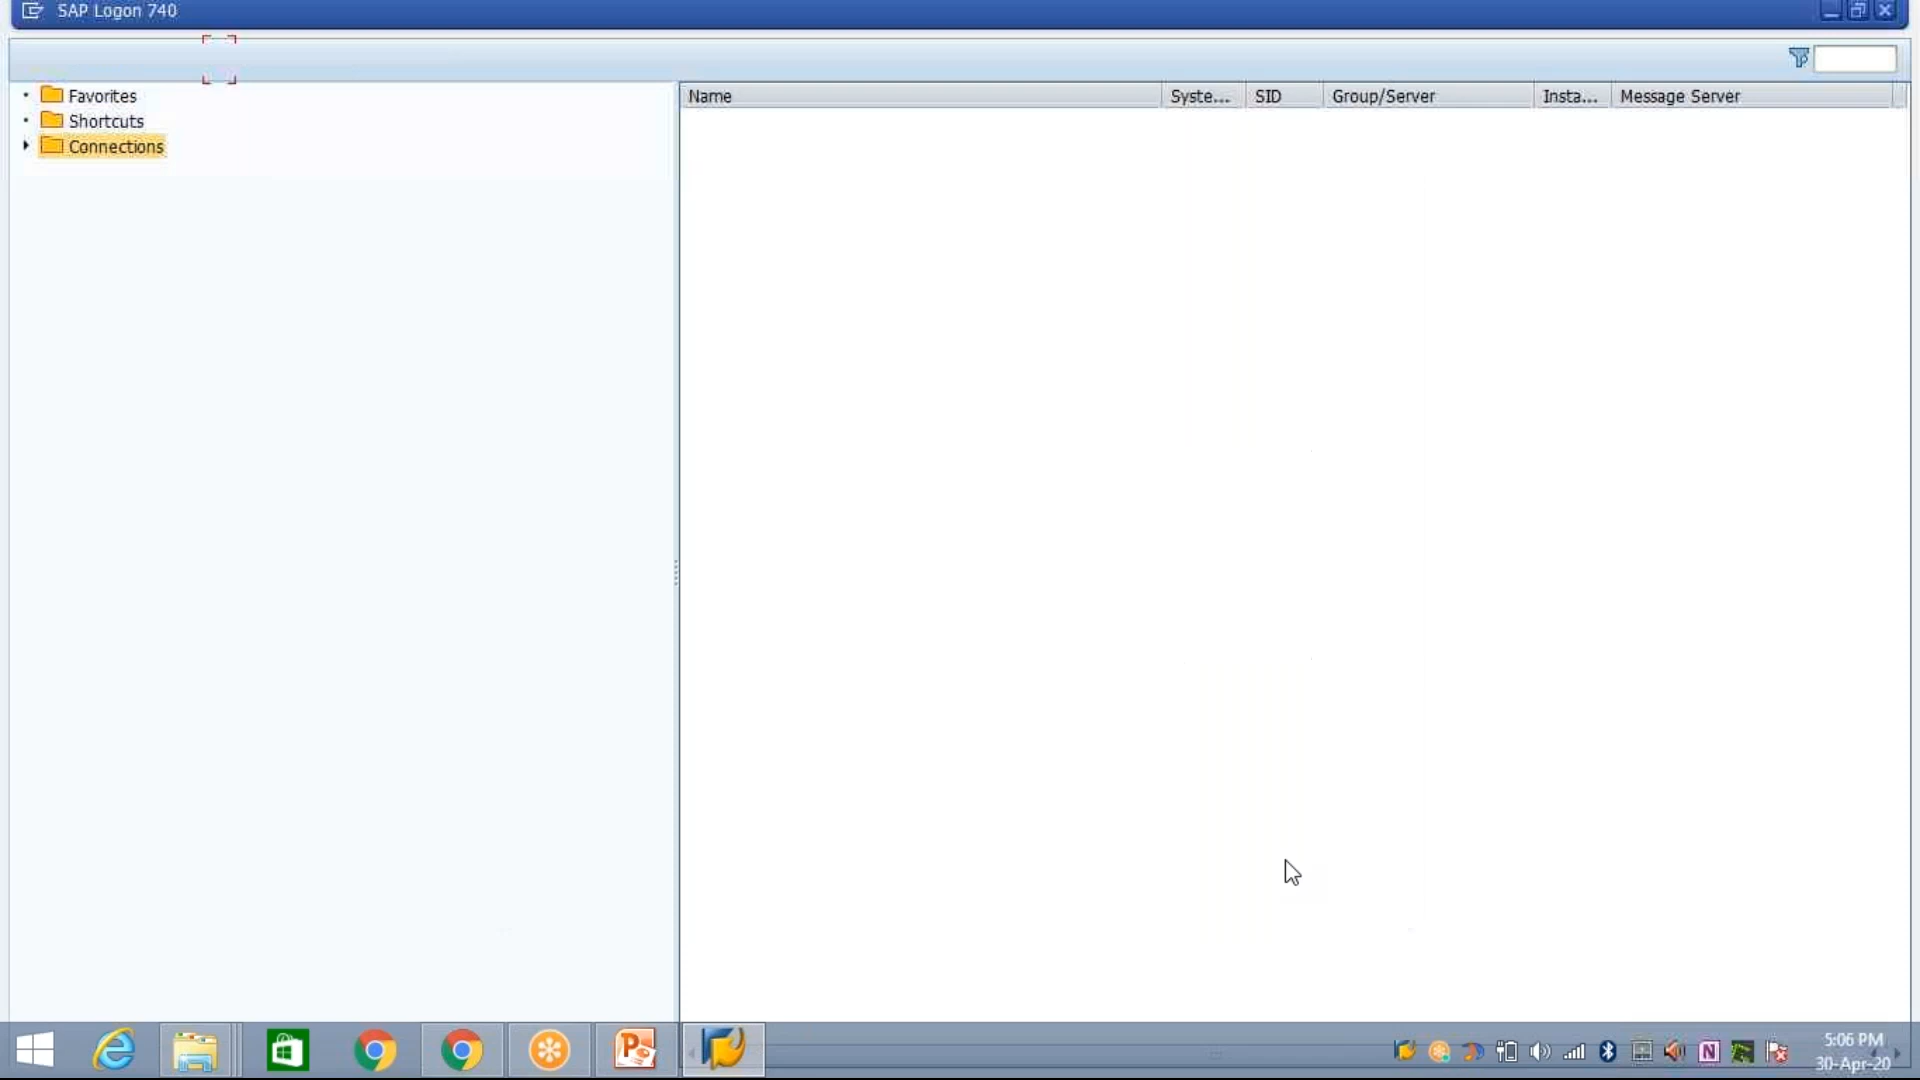 SAP Logon 740
Favorites
Shortcuts
Connections
Name Syste... SID Group/Server Insta... Message Server
5:06 PM
30-Apr-20